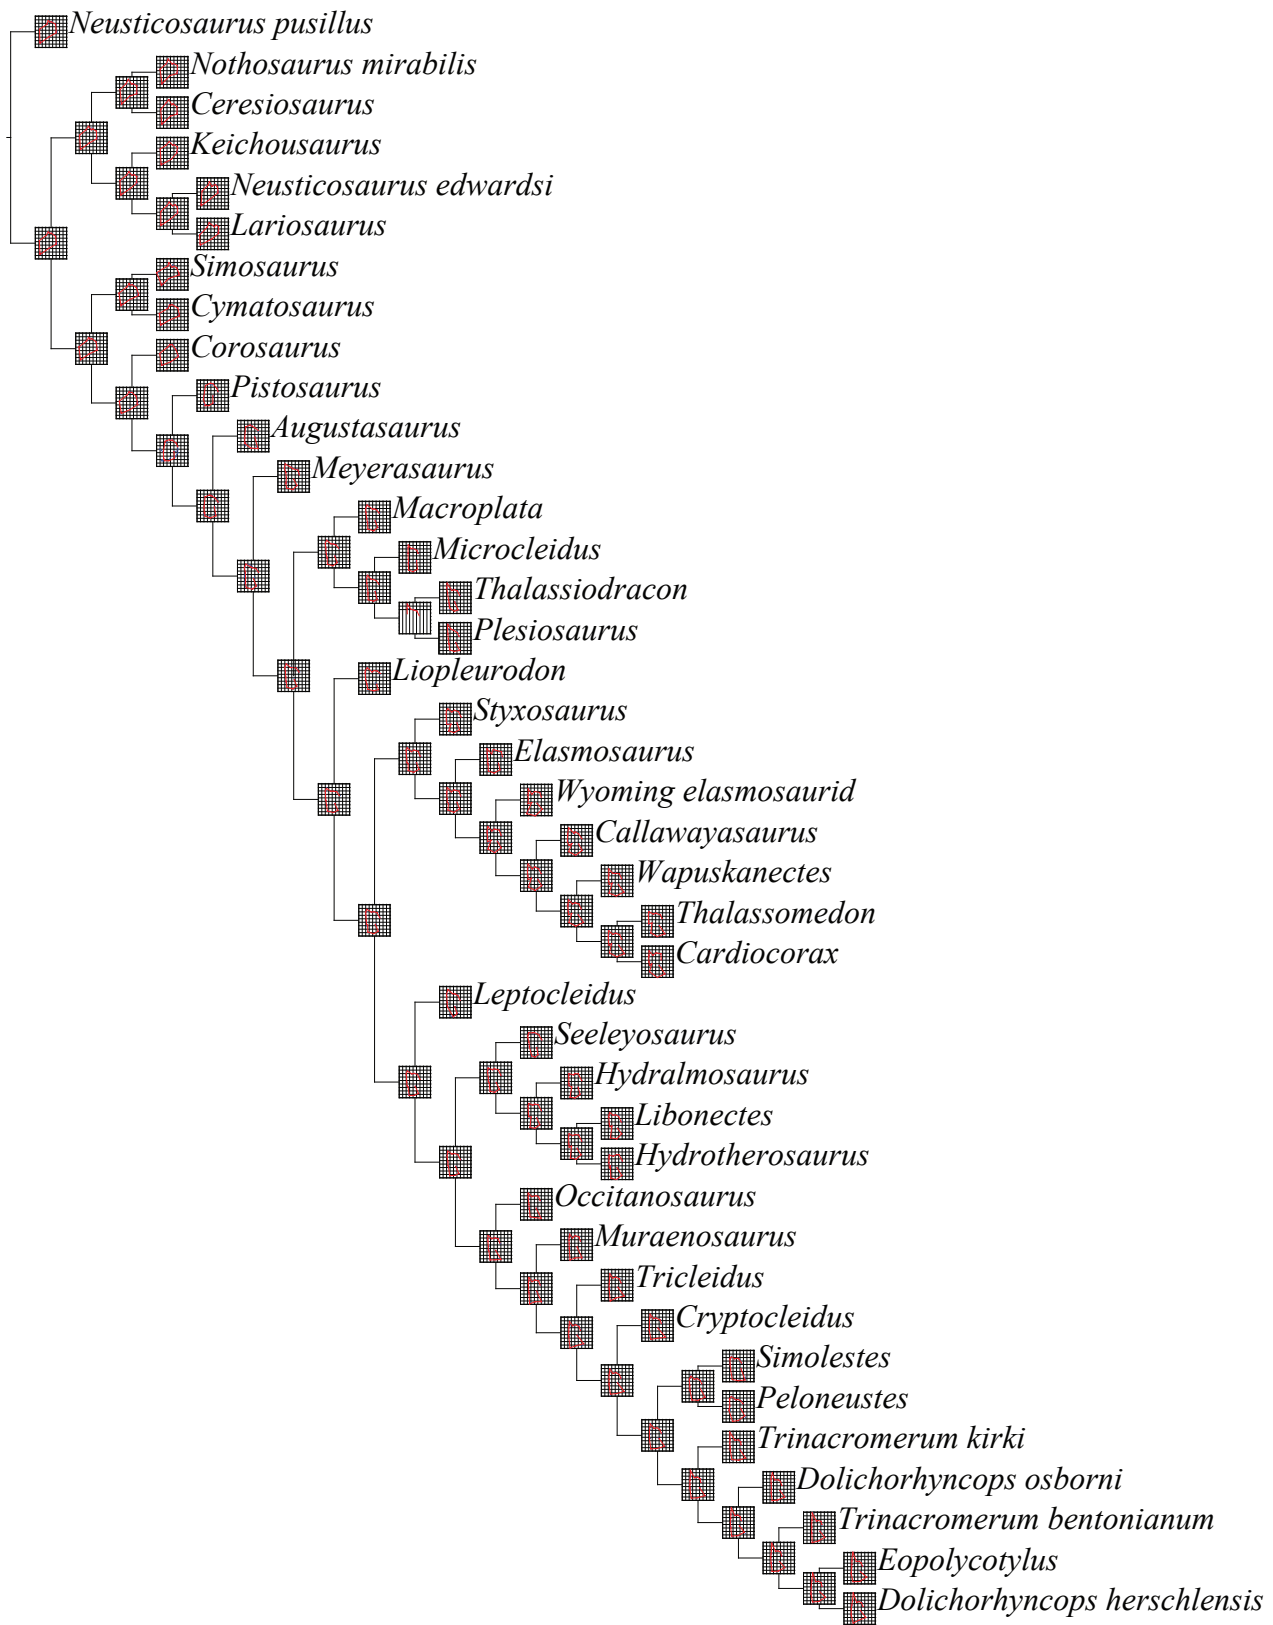 Neusticosaurus pusillus
Nothosaurus mirabilis
Ceresiosaurus
Keichousaurus
Neusticosaurus edwardsi
Lariosaurus
Simosaurus
Cymatosaurus
Corosaurus
Pistosaurus
Augustasaurus
Meyerasaurus
Macroplata
Microcleidus
Thalassiodracon
Plesiosaurus
Liopleurodon
Styxosaurus
Elasmosaurus
Wyoming elasmosaurid
Callawayasaurus
Wapuskanectes
Thalassomedon
Cardiocorax
Leptocleidus
Seeleyosaurus
Hydralmosaurus
Libonectes
Hydrotherosaurus
Occitanosaurus
Muraenosaurus
Tricleidus
Cryptocleidus
Simolestes
Peloneustes
Trinacromerum kirki
Dolichorhyncops osborni
Trinacromerum bentonianum
Eopolycotylus
Dolichorhyncops herschlensis